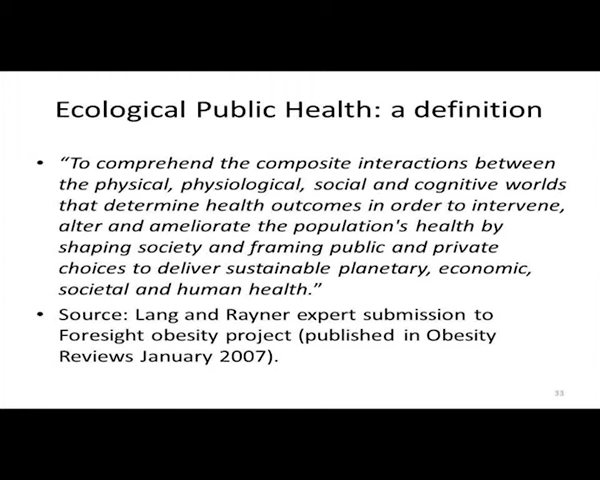 Ecological Public Health: a definition
• “To comprehend the composite interactions between
the physical, physiological, social and cognitive worlds
that determine health outcomes in order to intervene,
alter and ameliorate the population's health by
shaping society and framing public and private
choices to deliver sustainable planetary, economic,
societal and human health.”
• Source: Lang and Rayner expert submission to
Foresight obesity project (published in Obesity
Reviews January 2007).
33